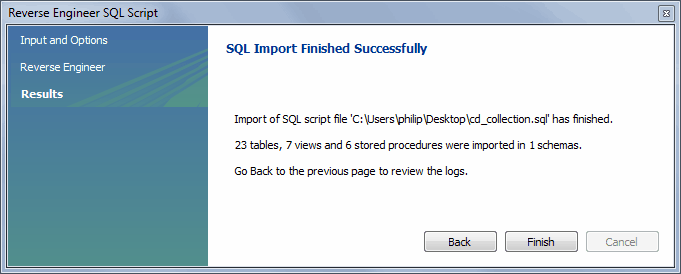 Reverse Engineer SQL Script
Input and Options
Reverse Engineer
Results
SQL Import Finished Successfully
Import of SQL script file 'C:\Users\philip\Desktop\cd_collection.sql' has finished.
23 tables, 7 views and 6 stored procedures were imported in 1 schemas.
Go Back to the previous page to review the logs.
Back
Finish
Cancel